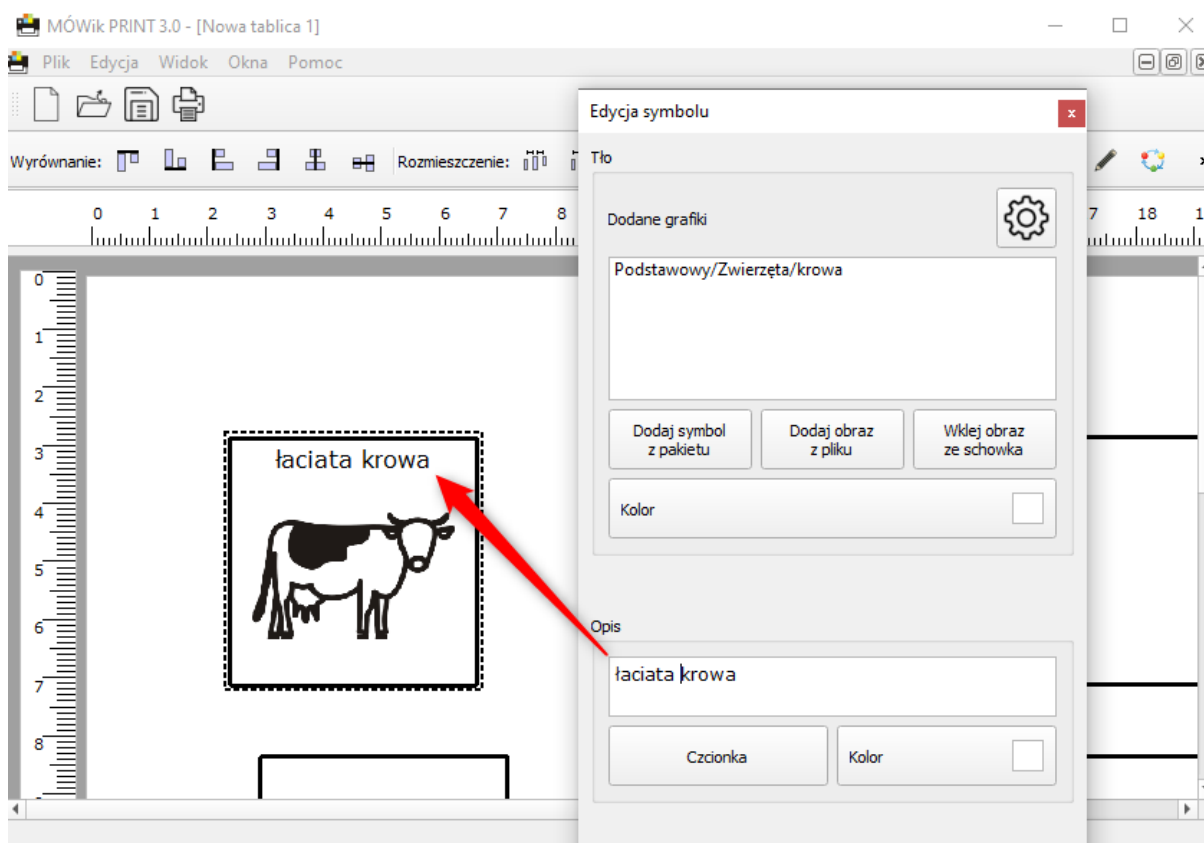 MÓWik PRINT 3.0 - [Nowa tablica 1]
Plik Edycja Widok Okna Pomoc
Wyrównanie: Rozmieszczenie:
0 1 2 3 4 5 6 7 8
7 18 1
0
1
2
3
4
5
6
7
8
łaciata krowa
Edycja symbolu
x
Tło
Dodane grafiki
Podstawowy/Zwierzęta/krowa
Dodaj symbol
z pakietu
Dodaj obraz
z pliku
Wklej obraz
ze schowka
Kolor
Opis
łaciata krowa
Czcionka
Kolor